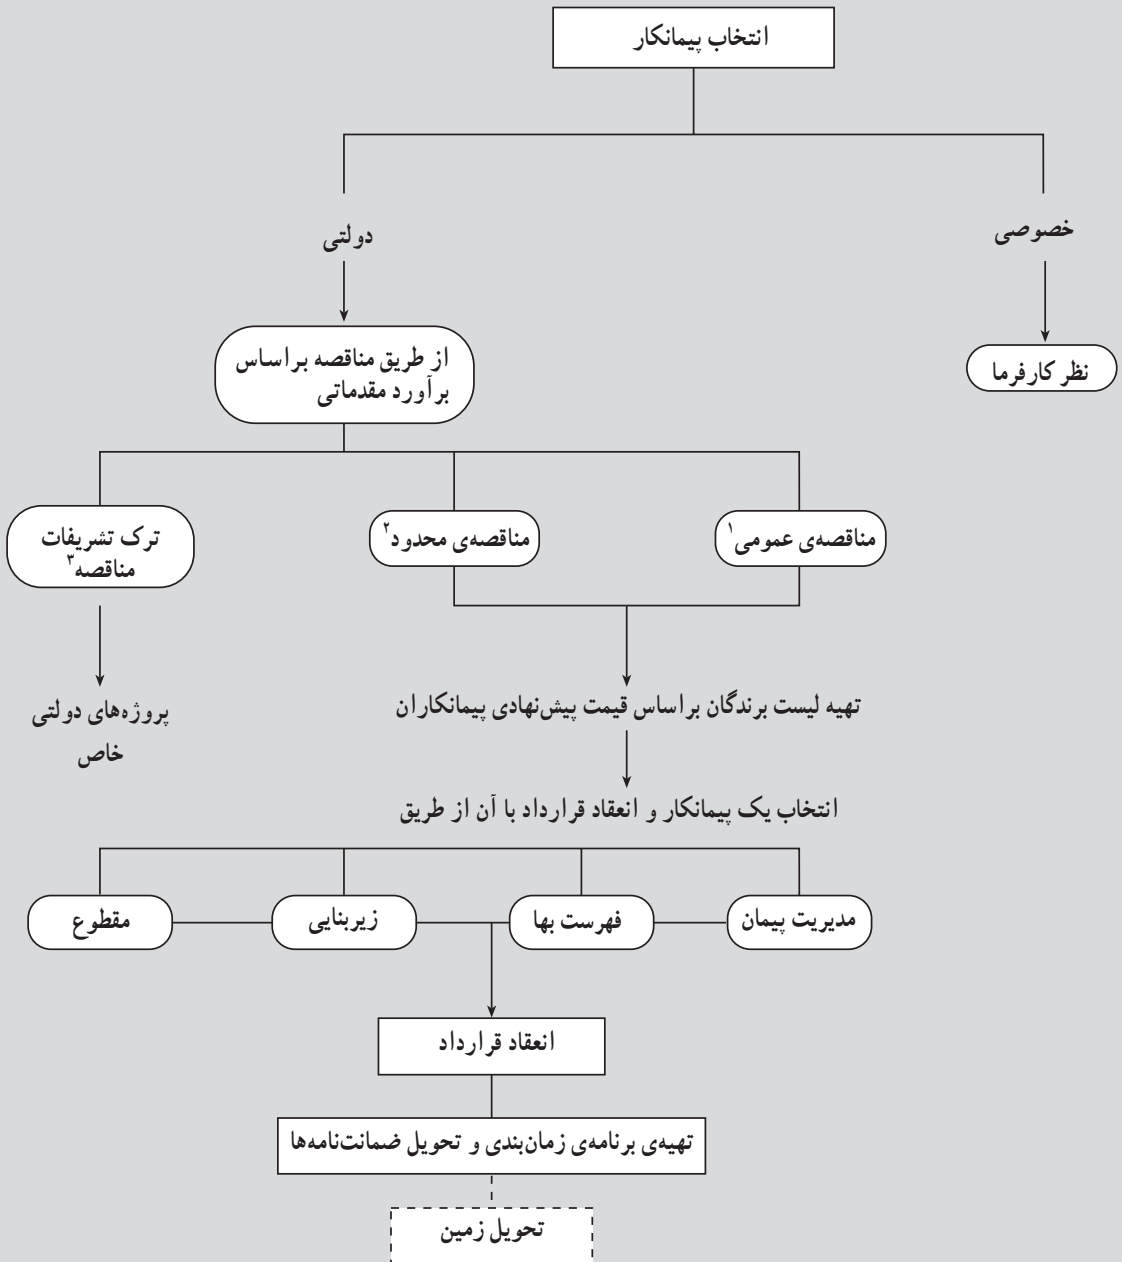 انتخاب پیمانکار
خصوصی
دولتی
نظر کارفرما
از طریق مناقصه براساس
برآورد مقدماتی
مناقصه‌ی عمومی۱
مناقصه‌ی محدود۲
ترک تشریفات
مناقصه۳
تهیه لیست برندگان براساس قیمت پیش‌نهادی پیمانکاران
پروژه‌های دولتی
خاص
انتخاب یک پیمانکار و انعقاد قرارداد با آن از طریق
مدیریت پیمان
فهرست بها
زیربنایی
مقطوع
انعقاد قرارداد
تهیه‌ی برنامه‌ی زمان‌بندی و تحویل ضمانت‌نامه‌ها
تحویل زمین